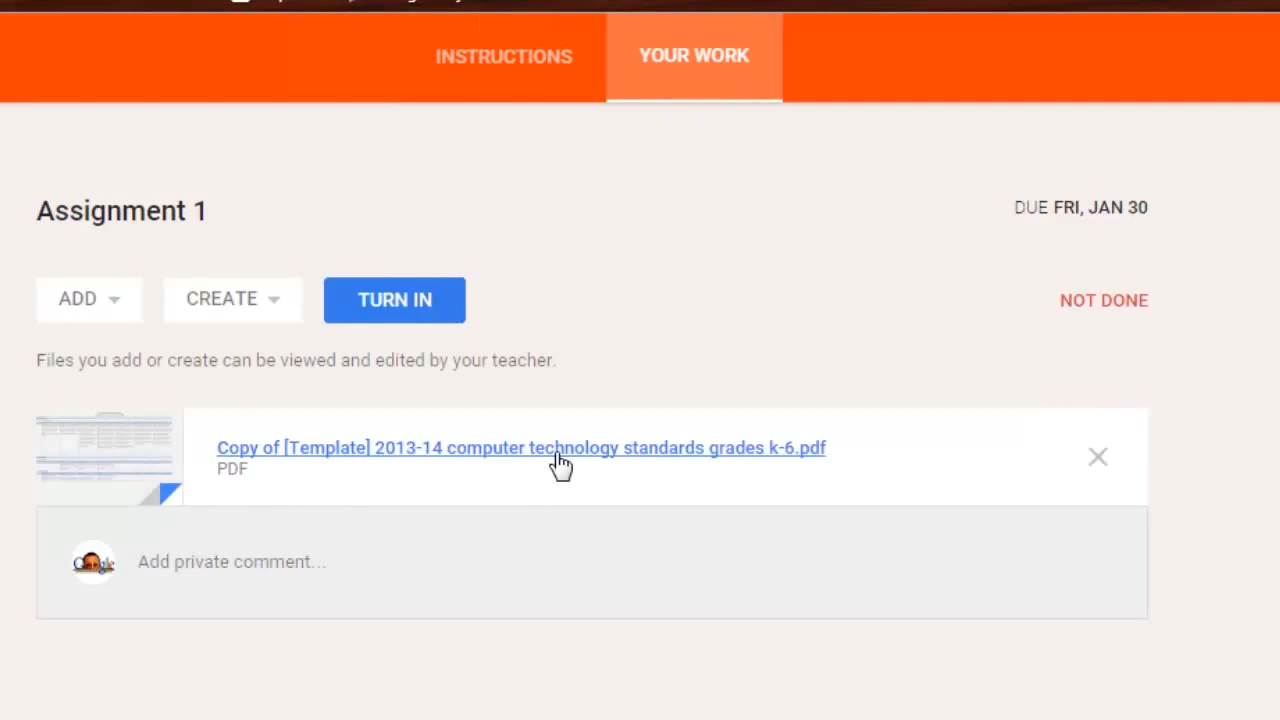 INSTRUCTIONS YOUR WORK
Assignment 1 DUE FRI, JAN 30
ADD CREATE TURN IN NOT DONE
Files you add or create can be viewed and edited by your teacher.
Copy of [Template] 2013-14 computer technology standards grades k-6.pdf
PDF
Add private comment...